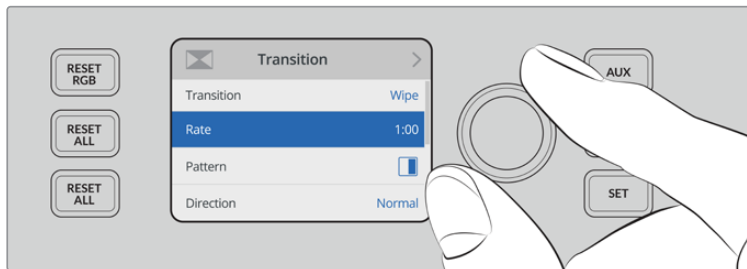 RESET
RGB
RESET
ALL
RESET
ALL
Transition
Transition Wipe
Rate 1:00
Pattern
Direction Normal
AUX
SET